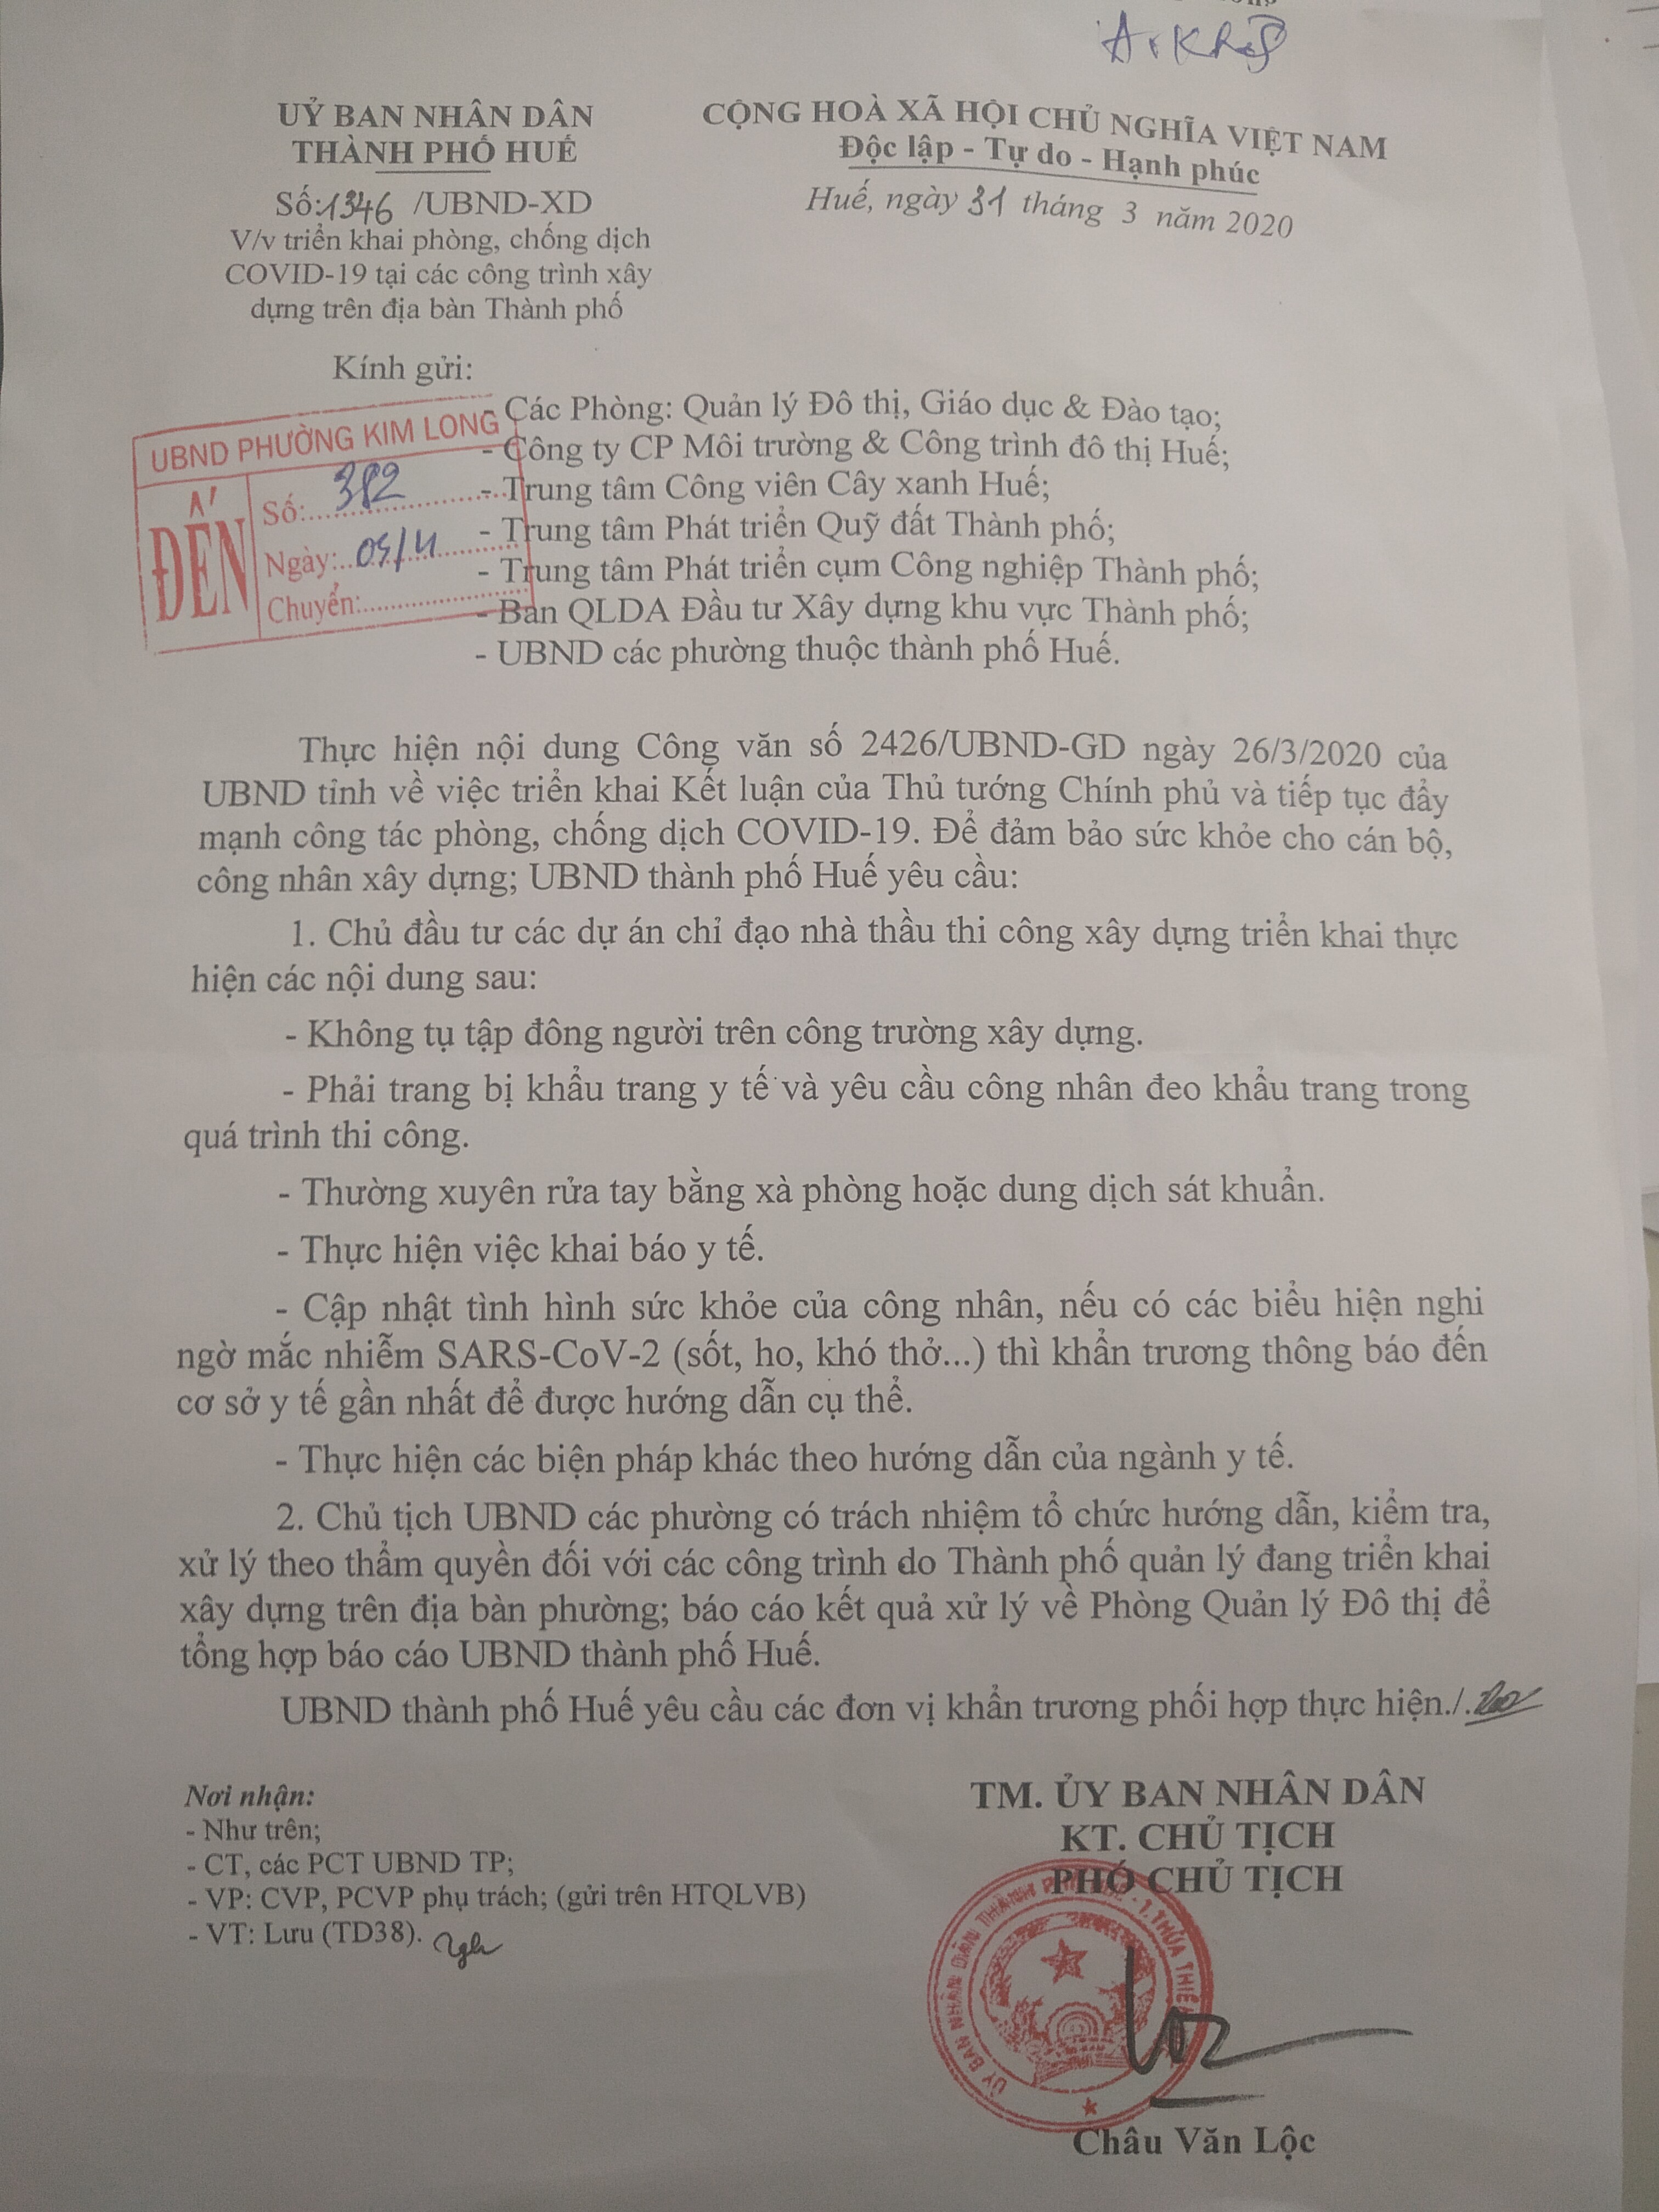 UỶ BAN NHÂN DÂN
THÀNH PHỐ HUẾ
Số:1346 /UBND-XD
V/v triển khai phòng, chống dịch
COVID-19 tại các công trình xây
dựng trên địa bàn Thành phố
CỘNG HOÀ XÃ HỘI CHỦ NGHĨA VIỆT NAM
Độc lập - Tự do - Hạnh phúc
Huế, ngày 31 tháng 3 năm 2020
Kính gửi:
- Các Phòng: Quản lý Đô thị, Giáo dục & Đào tạo;
- Công ty CP Môi trường & Công trình đô thị Huế;
- Trung tâm Công viên Cây xanh Huế;
- Trung tâm Phát triển Quỹ đất Thành phố;
- Trung tâm Phát triển cụm Công nghiệp Thành phố;
- Ban QLDA Đầu tư Xây dựng khu vực Thành phố;
- UBND các phường thuộc thành phố Huế.
UBND PHƯỜNG KIM LONG
ĐẾN
Số: 382
Ngày: 05/4
Chuyển:
Thực hiện nội dung Công văn số 2426/UBND-GD ngày 26/3/2020 của
UBND tỉnh về việc triển khai Kết luận của Thủ tướng Chính phủ và tiếp tục đẩy
mạnh công tác phòng, chống dịch COVID-19. Để đảm bảo sức khỏe cho cán bộ,
công nhân xây dựng; UBND thành phố Huế yêu cầu:
1. Chủ đầu tư các dự án chỉ đạo nhà thầu thi công xây dựng triển khai thực
hiện các nội dung sau:
- Không tụ tập đông người trên công trường xây dựng.
- Phải trang bị khẩu trang y tế và yêu cầu công nhân đeo khẩu trang trong
quá trình thi công.
- Thường xuyên rửa tay bằng xà phòng hoặc dung dịch sát khuẩn.
- Thực hiện việc khai báo y tế.
- Cập nhật tình hình sức khỏe của công nhân, nếu có các biểu hiện nghi
ngờ mắc nhiễm SARS-CoV-2 (sốt, ho, khó thở...) thì khẩn trương thông báo đến
cơ sở y tế gần nhất để được hướng dẫn cụ thể.
- Thực hiện các biện pháp khác theo hướng dẫn của ngành y tế.
2. Chủ tịch UBND các phường có trách nhiệm tổ chức hướng dẫn, kiểm tra,
xử lý theo thẩm quyền đối với các công trình do Thành phố quản lý đang triển khai
xây dựng trên địa bàn phường; báo cáo kết quả xử lý về Phòng Quản lý Đô thị để
tổng hợp báo cáo UBND thành phố Huế.
UBND thành phố Huế yêu cầu các đơn vị khẩn trương phối hợp thực hiện./.
Nơi nhận:
- Như trên;
- CT, các PCT UBND TP;
- VP: CVP, PCVP phụ trách; (gửi trên HTQLVB)
- VT: Lưu (TD38).
TM. ỦY BAN NHÂN DÂN
KT. CHỦ TỊCH
PHÓ CHỦ TỊCH
ỦY BAN NHÂN DÂN THÀNH PHỐ
T.THỪA THIÊN
Châu Văn Lộc